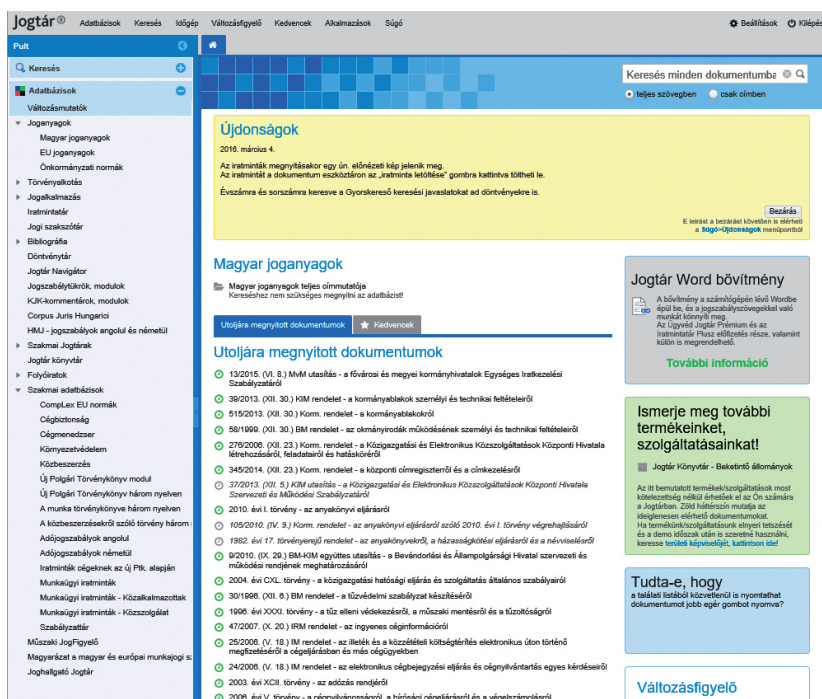 Jogtár® Adatbázisok Keresés Időgép Változásfigyelő Kedvencek Alkalmazások Súgó Beállítások Kilépés
Pult
Keresés
Adatbázisok
Változásmutatók
Joganyagok
Magyar joganyagok
EU joganyagok
Önkormányzati normák
Törvényalkotás
Jogalkalmazás
Iratmintatár
Jogi szakszótár
Bibliográfia
Döntvénytár
Jogtár Navigátor
Jogszabálytükrök, modulok
KJK-kommentárok, modulok
Corpus Juris Hungarici
HMJ - jogszabályok angolul és németül
Szakmai Jogtárak
Jogtár könyvtár
Folyóiratok
Szakmai adatbázisok
CompLex EU normák
Cégbiztonság
Cégmenedzser
Környezetvédelem
Közbeszerzés
Új Polgári Törvénykönyv modul
Új Polgári Törvénykönyv három nyelven
A munka törvénykönyve három nyelven
A közbeszerzésekről szóló törvény három
Adójogszabályok angolul
Adójogszabályok németül
Iratminták cégeknek az új Ptk. alapján
Munkaügyi iratminták
Munkaügyi iratminták - Közalkalmazottak
Munkaügyi iratminták - Közszolgálat
Szabályzattár
Műszaki JogFigyelő
Magyarázat a magyar és európai munkajogi sz
Joghallgató Jogtár
Keresés minden dokumentumba
teljes szövegben csak címben
Újdonságok
2016. március 4.
Az iratminták megnyitásakor egy ún. előnézeti kép jelenik meg.
Az iratmintát a dokumentum eszköztáron az „iratminta letöltése” gombra kattintva töltheti le.
Évszámra és sorszámra keresve a Gyorskereső keresési javaslatokat ad döntvényekre is.
Bezárás
E leírást a bezárást követően is elérheti
a Súgó>Újdonságok menüpontból
Magyar joganyagok
Magyar joganyagok teljes címmutatója
Kereséshez nem szükséges megnyitni az adatbázist!
Utoljára megnyitott dokumentumok Kedvencek
Utoljára megnyitott dokumentumok
13/2015. (VI. 8.) MvM utasítás - a fővárosi és megyei kormányhivatalok Egységes Iratkezelési
Szabályzatáról
39/2013. (XII. 30.) KIM rendelet - a kormányablakok személyi és technikai feltételeiről
515/2013. (XII. 30.) Korm. rendelet - a kormányablakokról
58/1999. (XII. 30.) BM rendelet - az okmányirodák működésének személyi és technikai feltételeiről
276/2006. (XII. 23.) Korm. rendelet - a Közigazgatási és Elektronikus Közszolgáltatások Központi Hivatala
létrehozásáról, feladatairól és hatásköréről
345/2014. (XII. 23.) Korm. rendelet - a központi címregiszterről és a címkezelésről
37/2013. (XII. 5.) KIM utasítás - a Közigazgatási és Elektronikus Közszolgáltatások Központi Hivatala
Szervezeti és Működési Szabályzatáról
2010. évi I. törvény - az anyakönyvi eljárásról
105/2010. (IV. 9.) Korm. rendelet - az anyakönyvi eljárásról szóló 2010. évi I. törvény végrehajtásáról
1982. évi 17. törvényerejű rendelet - az anyakönyvekről, a házasságkötési eljárásról és a névviselésről
9/2010. (IX. 29.) BM-KIM együttes utasítás - a Bevándorlási és Állampolgársági Hivatal szervezeti és
működési rendjének meghatározásáról
2004. évi CXL. törvény - a közigazgatási hatósági eljárás és szolgáltatás általános szabályairól
30/1996. (XII. 6.) BM rendelet - a tűzvédelmi szabályzat készítéséről
1996. évi XXXI. törvény - a tűz elleni védekezésről, a műszaki mentésről és a tűzoltóságról
47/2007. (X. 20.) IRM rendelet - az ingyenes céginformációról
25/2006. (V. 18.) IM rendelet - az illeték és a közzétételi költségtérítés elektronikus úton történő
megfizetéséről a cégeljárásban és más cégügyekben
24/2006. (V. 18.) IM rendelet - az elektronikus cégbejegyzési eljárás és cégnyilvántartás egyes kérdéseiről
2003. évi XCII. törvény - az adózás rendjéről
2006. évi V. törvény - a cégnyilvánosságról, a bírósági cégeljárásról és a végelszámolásról
Jogtár Word bővítmény
A bővítmény a számítógépén lévő Wordbe
épül be, és a jogszabályszövegekkel való
munkát könnyíti meg.
Az Ügyvéd Jogtár Prémium és az
Iratmintatár Plusz előfizetés része, valamint
külön is megrendelhető.
További információ
Ismerje meg további
termékeinket,
szolgáltatásainkat!
Jogtár Könyvtár - Beketintő állományok
Az itt bemutatott termékek/szolgáltatások most
kötelezettség nélkül érhetőek el az Ön számára
a Jogtárban. Zöld háttérszín mutatja az
ideiglenesen elérhető dokumentumokat.
Ha termékünk/szolgáltatásunk elnyeri tetszését
és a demo időszak után is szeretné használni,
keresse területi képviselőjét, kattintson ide!
Tudta-e, hogy
a találati listából közvetlenül is nyomtathat
dokumentumot jobb egér gombot nyomva?
Változásfigyelő